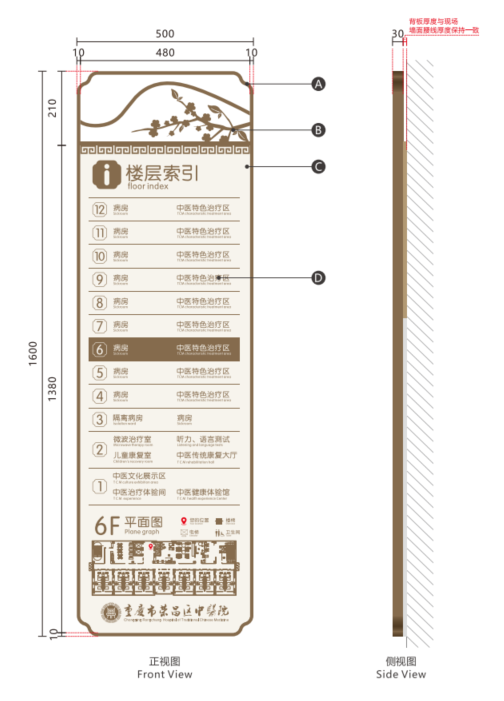 背板厚度与现场
墙面腰线厚度保持一致
500
30
10 480 10
210
1600
1380
10
A
B
C
D
楼层索引
floor index
12 病房 中医特色治疗区
11 病房 中医特色治疗区
10 病房 中医特色治疗区
9 病房 中医特色治疗区
8 病房 中医特色治疗区
7 病房 中医特色治疗区
6 病房 中医特色治疗区
5 病房 中医特色治疗区
4 病房 中医特色治疗区
3 隔离病房 病房
2 微波治疗室 听力、语言测试
儿童康复室 中医传统康复大厅
1 中医文化展示区
中医治疗体验间 中医健康体验馆
6F 平面图
Plane graph
卫生间
重庆市荣昌区中医院
正视图
Front View
侧视图
Side View